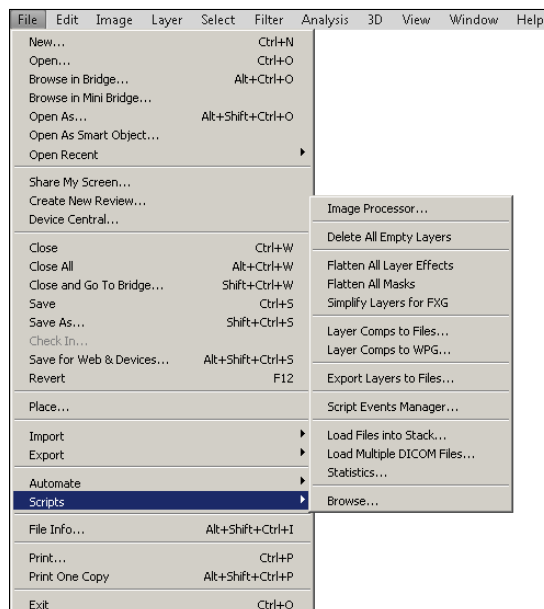 File Edit Image Layer Select Filter Analysis 3D View Window Help
New... Ctrl+N
Open... Ctrl+O
Browse in Bridge... Alt+Ctrl+O
Browse in Mini Bridge...
Open As... Alt+Shift+Ctrl+O
Open As Smart Object...
Open Recent
Share My Screen...
Create New Review...
Device Central...
Close Ctrl+W
Close All Alt+Ctrl+W
Close and Go To Bridge... Shift+Ctrl+W
Save Ctrl+S
Save As... Shift+Ctrl+S
Check In...
Save for Web & Devices... Alt+Shift+Ctrl+S
Revert F12
Place...
Import
Export
Automate
Scripts
File Info... Alt+Shift+Ctrl+I
Print... Ctrl+P
Print One Copy Alt+Shift+Ctrl+P
Exit Ctrl+Q
Image Processor...
Delete All Empty Layers
Flatten All Layer Effects
Flatten All Masks
Simplify Layers for FXG
Layer Comps to Files...
Layer Comps to WPG...
Export Layers to Files...
Script Events Manager...
Load Files into Stack...
Load Multiple DICOM Files...
Statistics...
Browse...